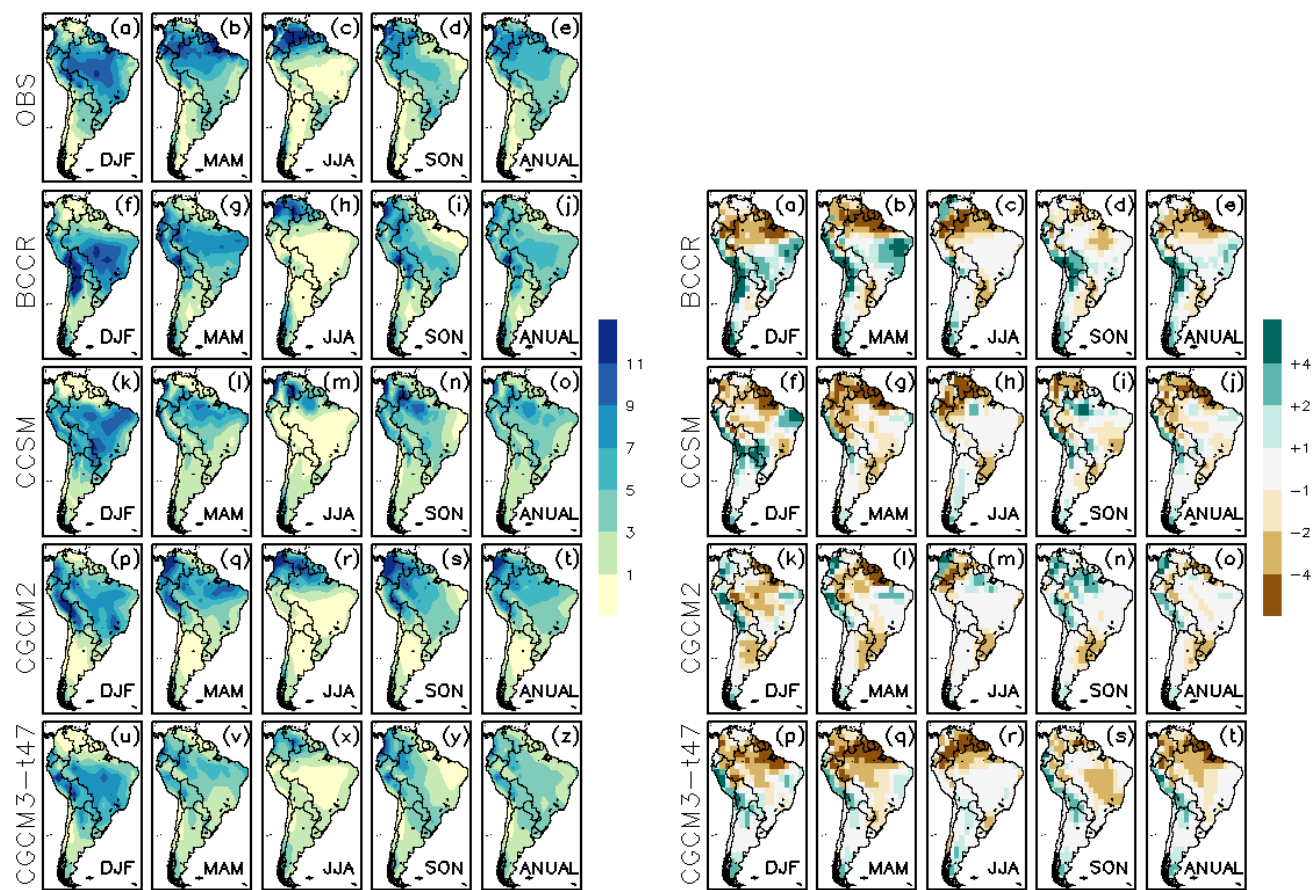 (a) (b) (c) (d) (e)
OBS
DJF MAM JJA SON ANUAL
(f) (g) (h) (i) (j)
BCCR
DJF MAM JJA SON ANUAL
(k) (l) (m) (n) (o)
CCSM
DJF MAM JJA SON ANUAL
(p) (q) (r) (s) (t)
CGCM2
DJF MAM JJA SON ANUAL
(u) (v) (x) (y) (z)
CGCM3-t47
DJF MAM JJA SON ANUAL
11
9
7
5
3
1
(a) (b) (c) (d) (e)
BCCR
DJF MAM JJA SON ANUAL
(f) (g) (h) (i) (j)
CCSM
DJF MAM JJA SON ANUAL
(k) (l) (m) (n) (o)
CGCM2
DJF MAM JJA SON ANUAL
(p) (q) (r) (s) (t)
CGCM3-t47
DJF MAM JJA SON ANUAL
+4
+2
+1
-1
-2
-4